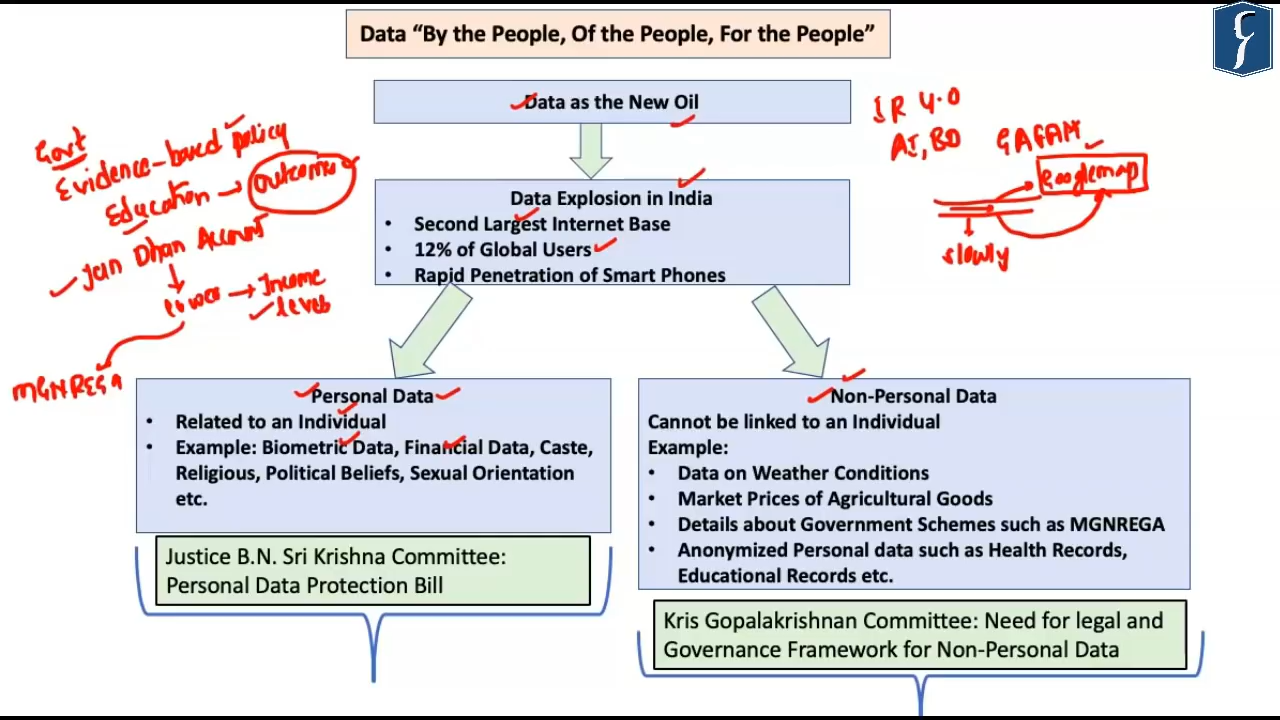 Data “By the People, Of the People, For the People”
Data as the New Oil
IR 4.0
AI, BD
GAFAM
Googlemap
slowly
Govt
Evidence-based policy
Education → outcomes
Jan Dhan Account
→ Income
levels
MGNREGA
Data Explosion in India
• Second Largest Internet Base
• 12% of Global Users
• Rapid Penetration of Smart Phones
Personal Data
• Related to an Individual
• Example: Biometric Data, Financial Data, Caste,
Religious, Political Beliefs, Sexual Orientation
etc.
Justice B.N. Sri Krishna Committee:
Personal Data Protection Bill
Non-Personal Data
Cannot be linked to an Individual
Example:
• Data on Weather Conditions
• Market Prices of Agricultural Goods
• Details about Government Schemes such as MGNREGA
• Anonymized Personal data such as Health Records,
Educational Records etc.
Kris Gopalakrishnan Committee: Need for legal and
Governance Framework for Non-Personal Data